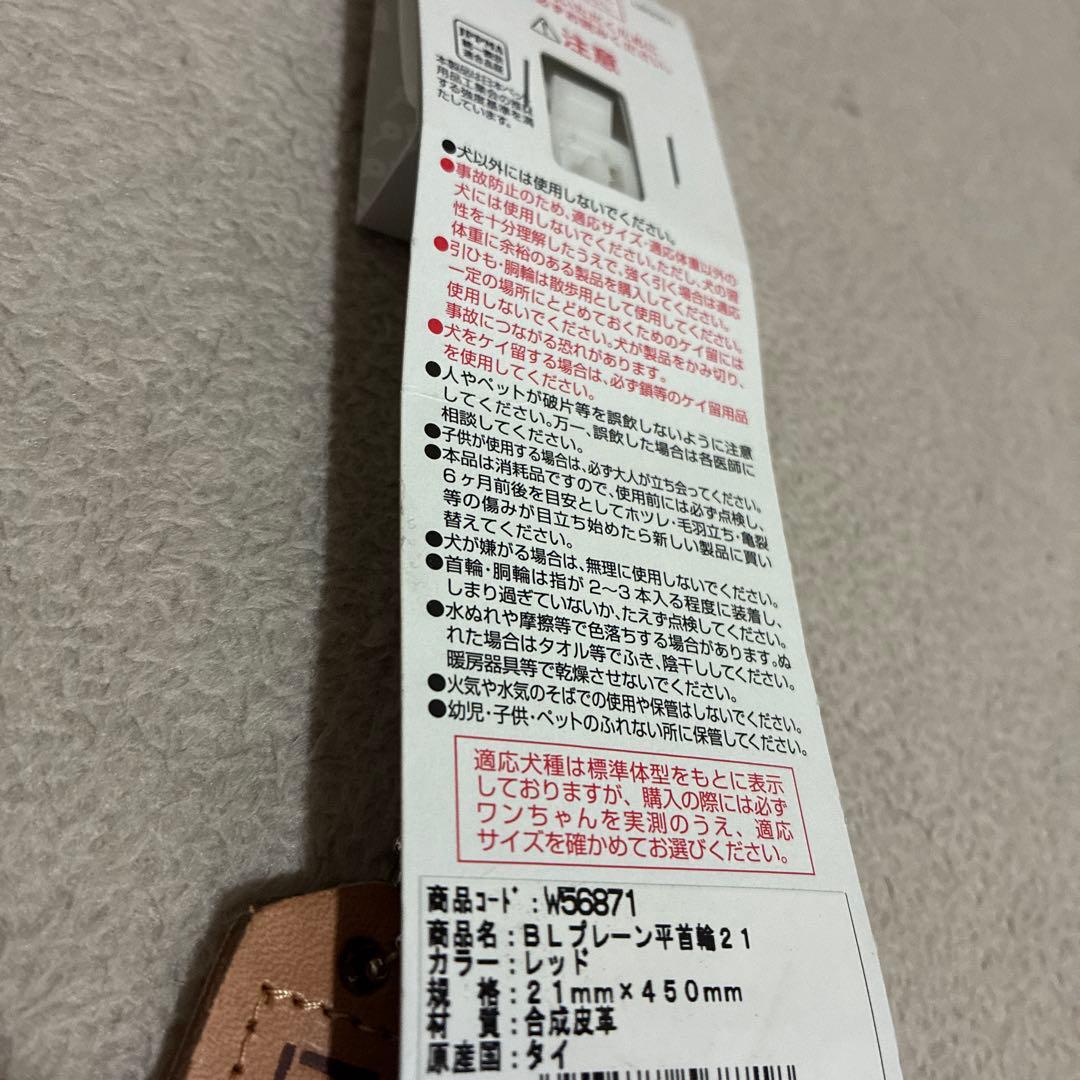 注意
本製品は日本ペット
用品工業会の定め
する強度基準を満
たしています。
●犬以外には使用しないでください。
●事故防止のため、適応サイズ・適応体重以外の
犬には使用しないでください。ただし、犬の習
性を十分理解したうえで、強く引く場合は適応
体重に余裕のある製品を購入してください。
●引ひも・胴輪は散歩用として使用してください。
一定の場所にとどめておくためのケイ留には
使用しないでください。犬が製品をかみ切り、
事故につながる恐れがあります。
●犬をケイ留する場合は、必ず鎖等のケイ留用品
を使用してください。
●人やペットが破片等を誤飲しないように注意
してください。万一、誤飲した場合は各医師に
相談してください。
●子供が使用する場合は、必ず大人が立ち会ってください。
●本品は消耗品ですので、使用前には必ず点検し、
6ヶ月前後を目安としてホツレ・毛羽立ち・亀裂
等の傷みが目立ち始めたら新しい製品に買い
替えてください。
●犬が嫌がる場合は、無理に使用しないでください。
●首輪・胴輪は指が2〜3本入る程度に装着し、
しまり過ぎていないか、たえず点検してください。
●水ぬれや摩擦等で色落ちする場合があります。ぬ
れた場合はタオル等でふき、陰干ししてください。
暖房器具等で乾燥させないでください。
●火気や水気のそばでの使用や保管はしないでください。
●幼児・子供・ペットのふれない所に保管してください。
適応犬種は標準体型をもとに表示
しておりますが、購入の際には必ず
ワンちゃんを実測のうえ、適応
サイズを確かめてお選びください。
商品コード:W56871
商品名:BLプレーン平首輪21
カラー:レッド
規 格:21mm×450mm
材 質:合成皮革
原産国:タイ